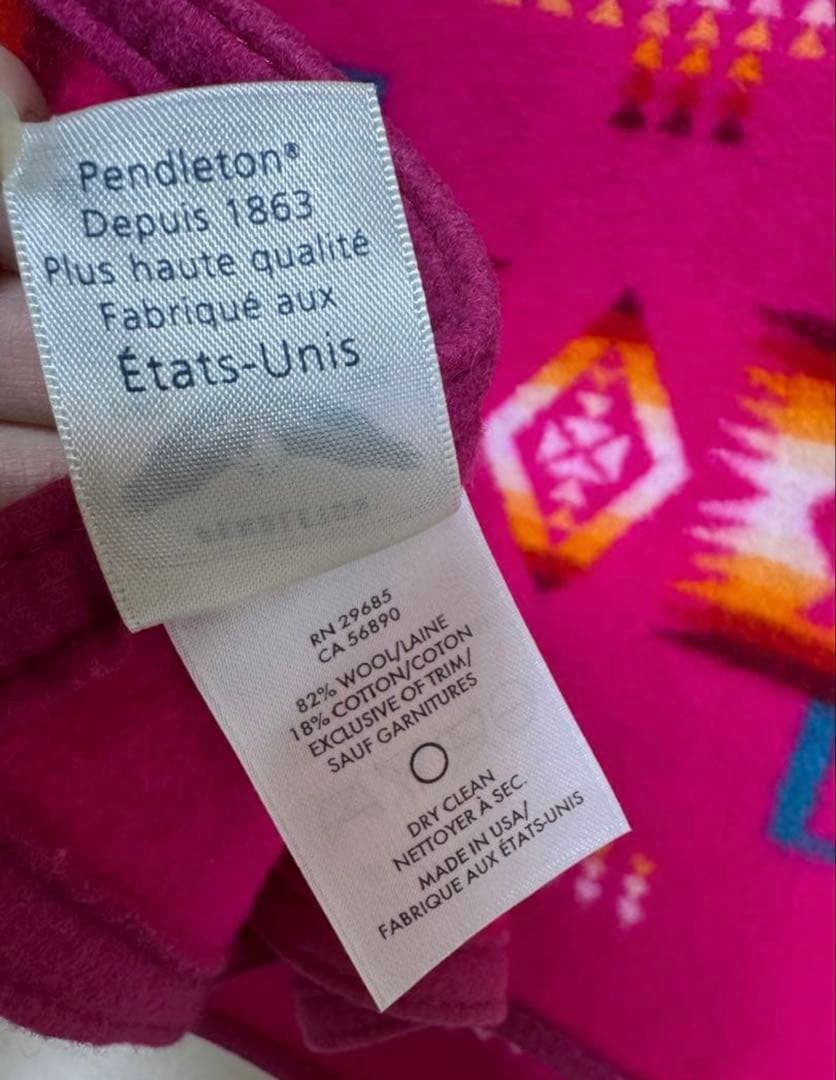 Pendleton®
Depuis 1863
Plus haute qualité
Fabriqué aux
États-Unis
RN 29685
CA 56890
82% WOOL/LAINE
18% COTTON/COTON
EXCLUSIVE OF TRIM/
SAUF GARNITURES
DRY CLEAN
NETTOYER À SEC.
MADE IN USA/
FABRIQUE AUX ÉTATS-UNIS